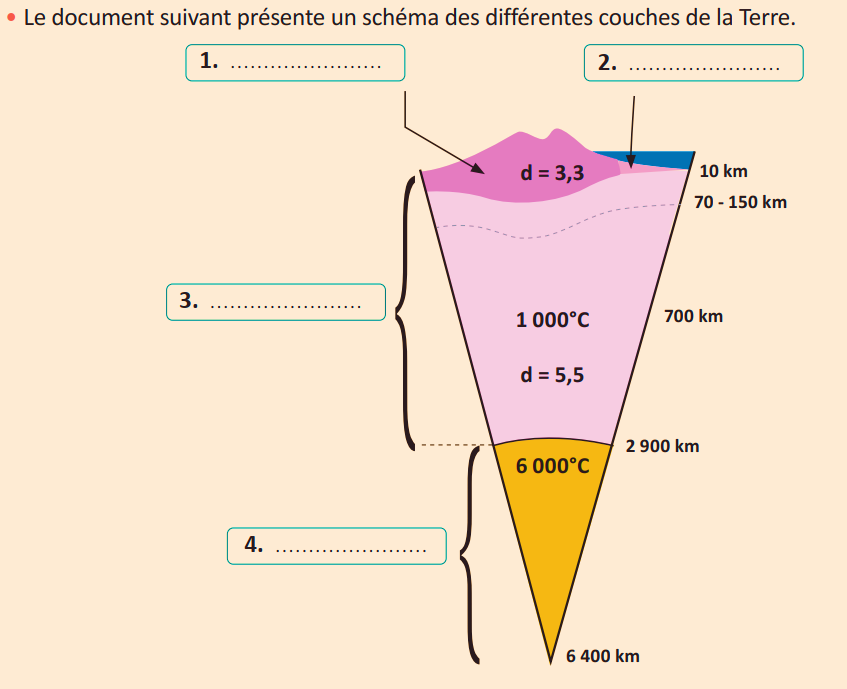 • Le document suivant présente un schéma des différentes couches de la Terre.
1. ......................
2. ......................
d = 3,3
10 km
70 - 150 km
3. ......................
1 000°C
700 km
d = 5,5
2 900 km
6 000°C
4. ......................
6 400 km